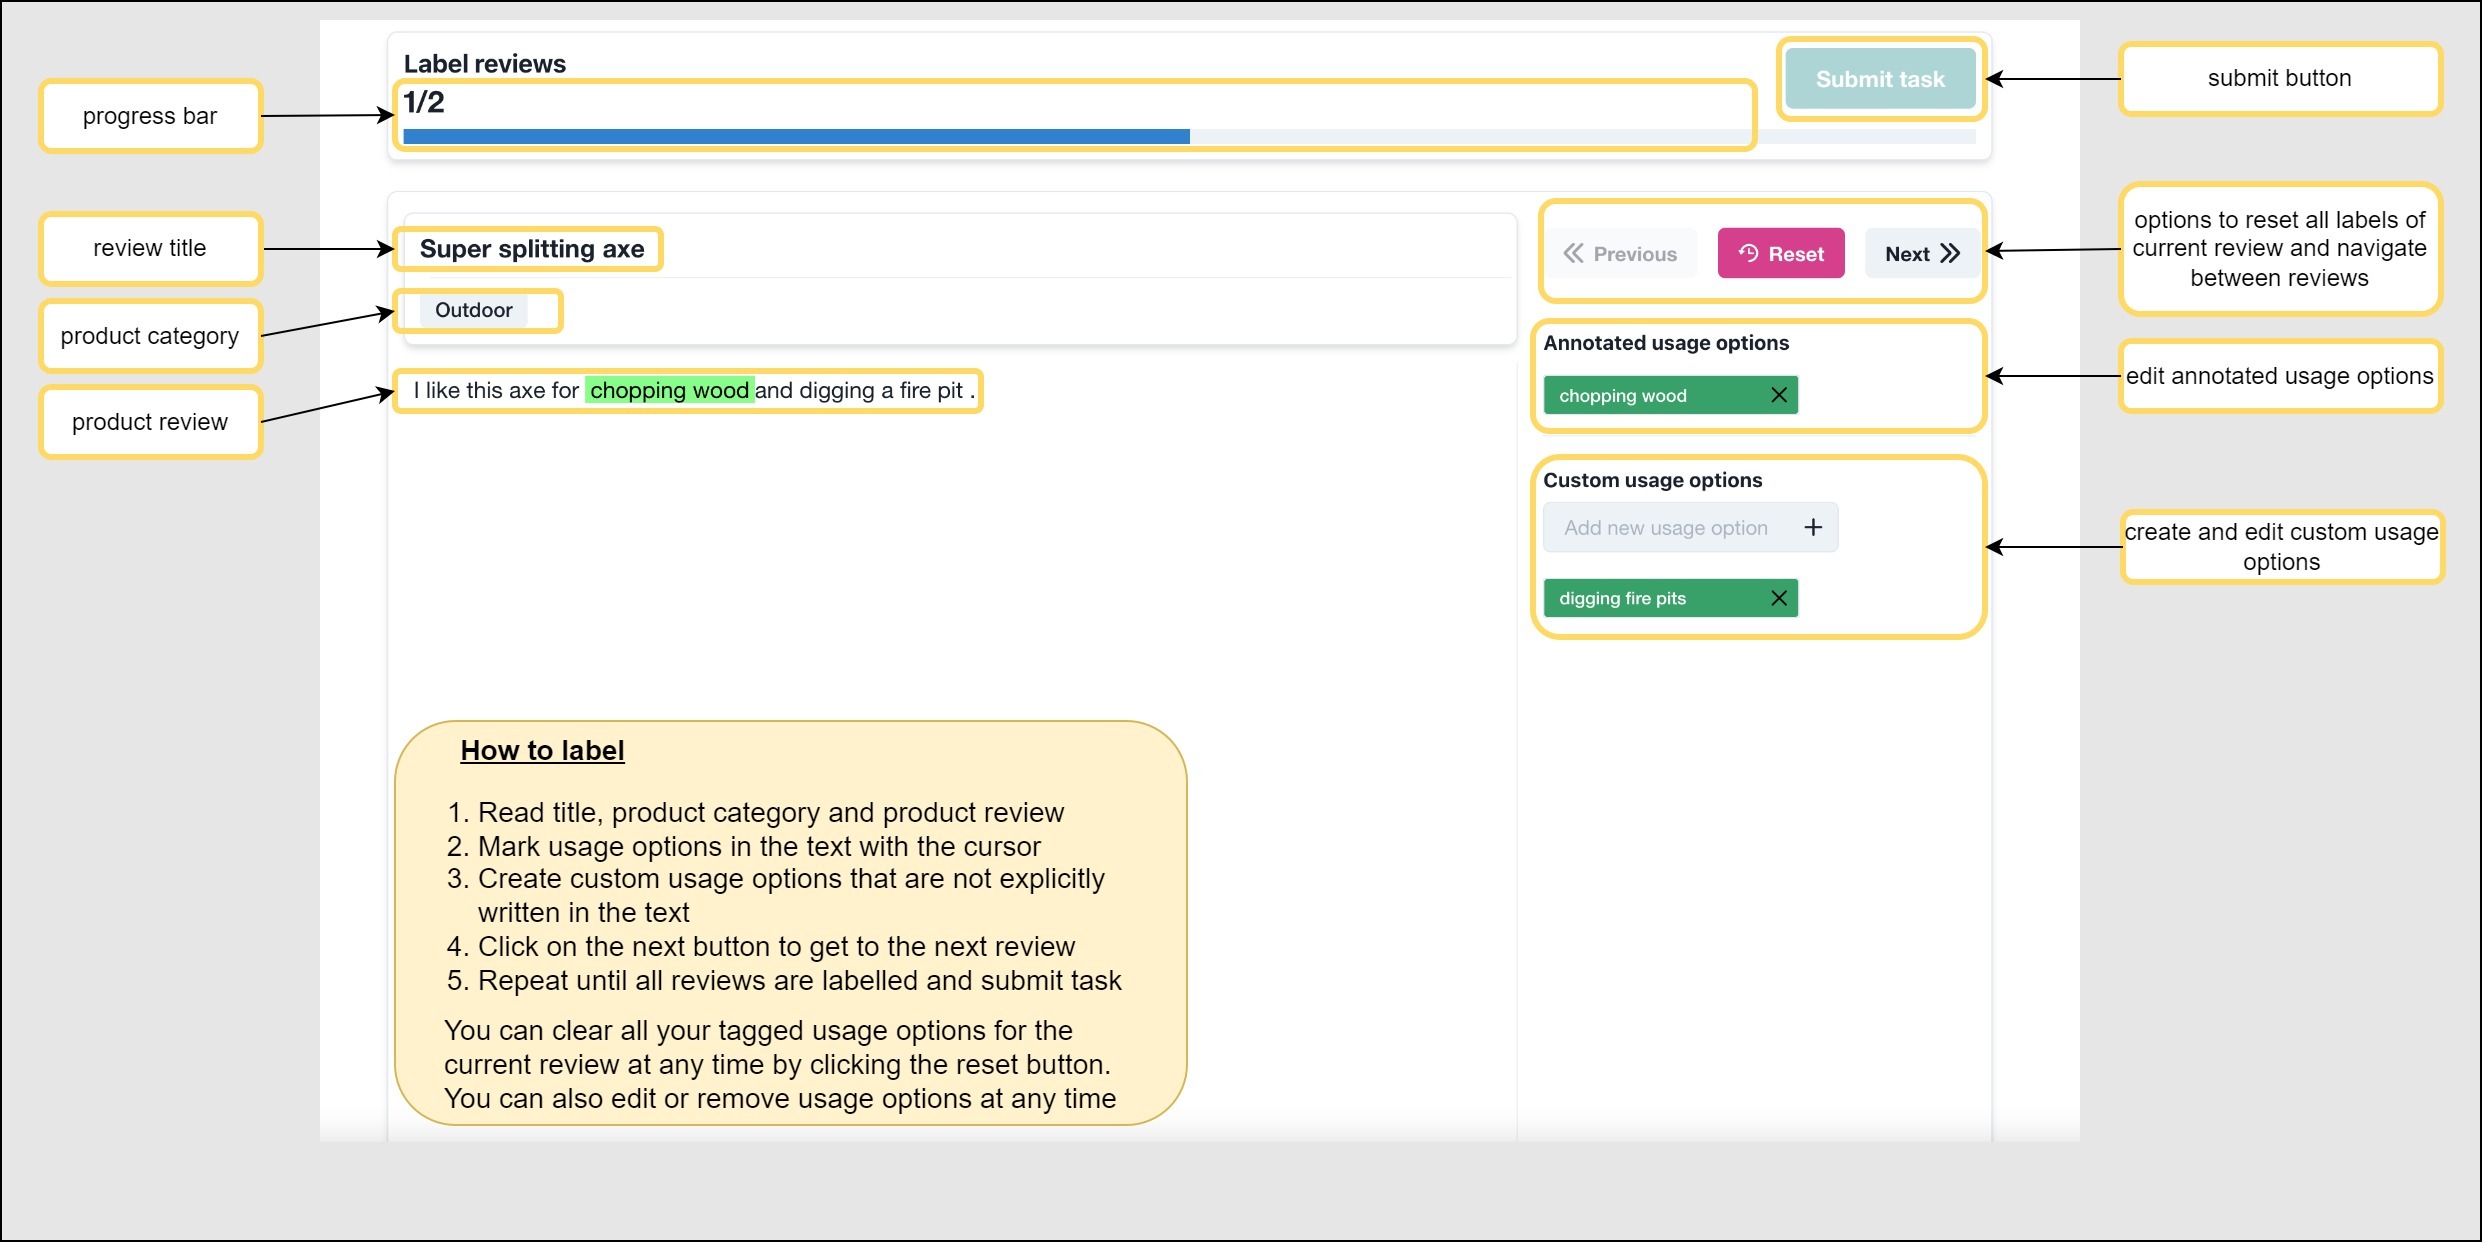 Label reviews
1/2
Submit task
progress bar
submit button
review title
product category
product review
Super splitting axe
Outdoor
I like this axe for chopping wood and digging a fire pit .
Previous
Reset
Next
options to reset all labels of
current review and navigate
between reviews
Annotated usage options
chopping wood
edit annotated usage options
Custom usage options
Add new usage option
digging fire pits
create and edit custom usage
options
How to label
1. Read title, product category and product review
2. Mark usage options in the text with the cursor
3. Create custom usage options that are not explicitly
written in the text
4. Click on the next button to get to the next review
5. Repeat until all reviews are labelled and submit task
You can clear all your tagged usage options for the
current review at any time by clicking the reset button.
You can also edit or remove usage options at any time